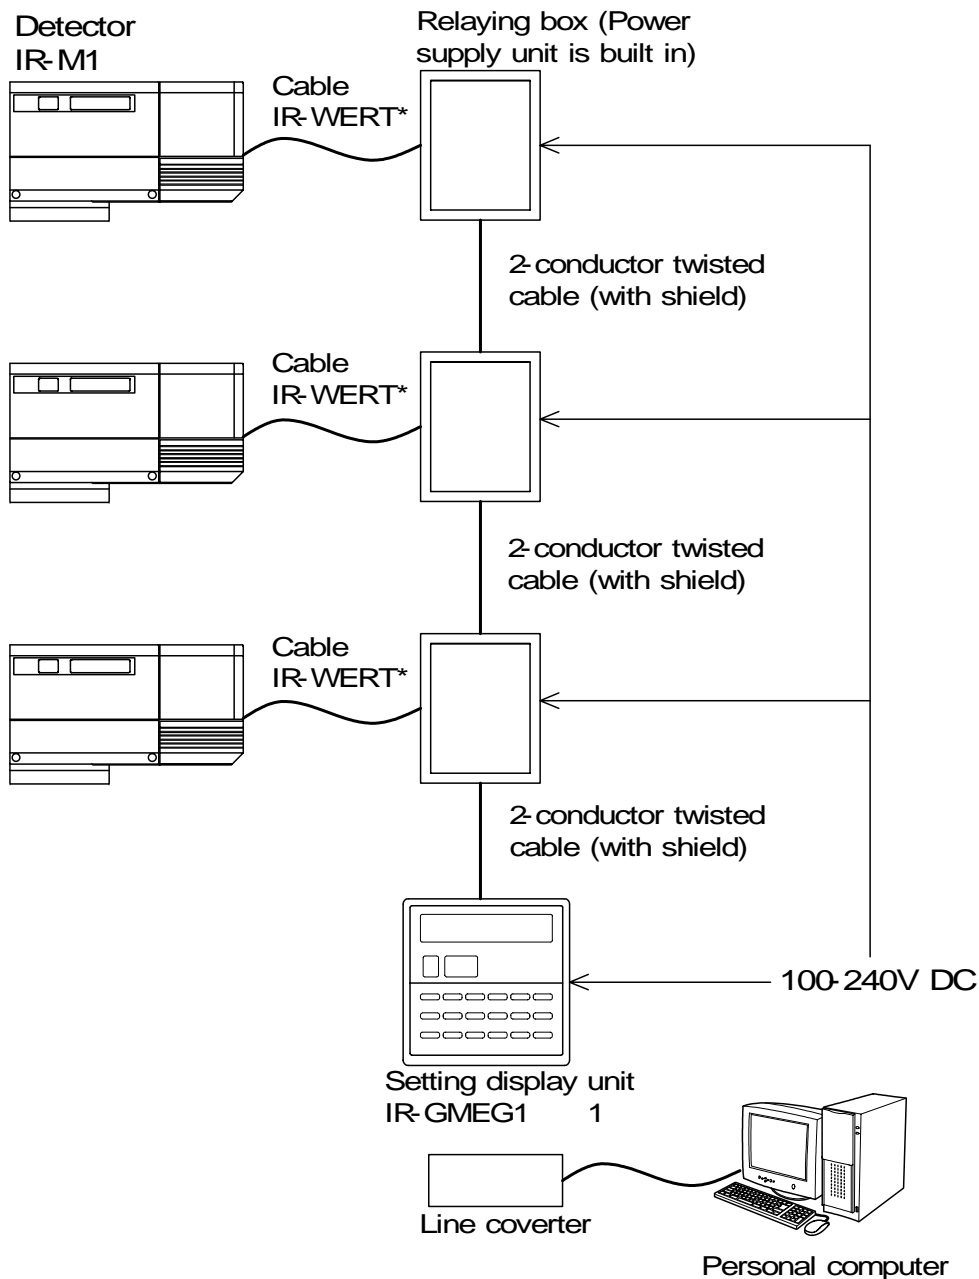 Detector
IR-M1
Relaying box (Power
supply unit is built in)
Cable
IR-WERT*
2-conductor twisted
cable (with shield)
Cable
IR-WERT*
2-conductor twisted
cable (with shield)
Cable
IR-WERT*
2-conductor twisted
cable (with shield)
100-240V DC
Setting display unit
IR-GMEG1 1
Line coverter
Personal computer